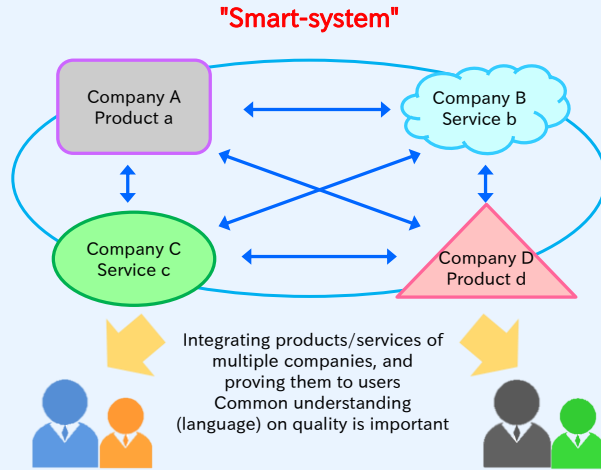 "Smart-system"
Company A
Product a
Company B
Service b
Company C
Service c
Company D
Product d
Integrating products/services of
multiple companies, and
proving them to users
Common understanding
(language) on quality is important